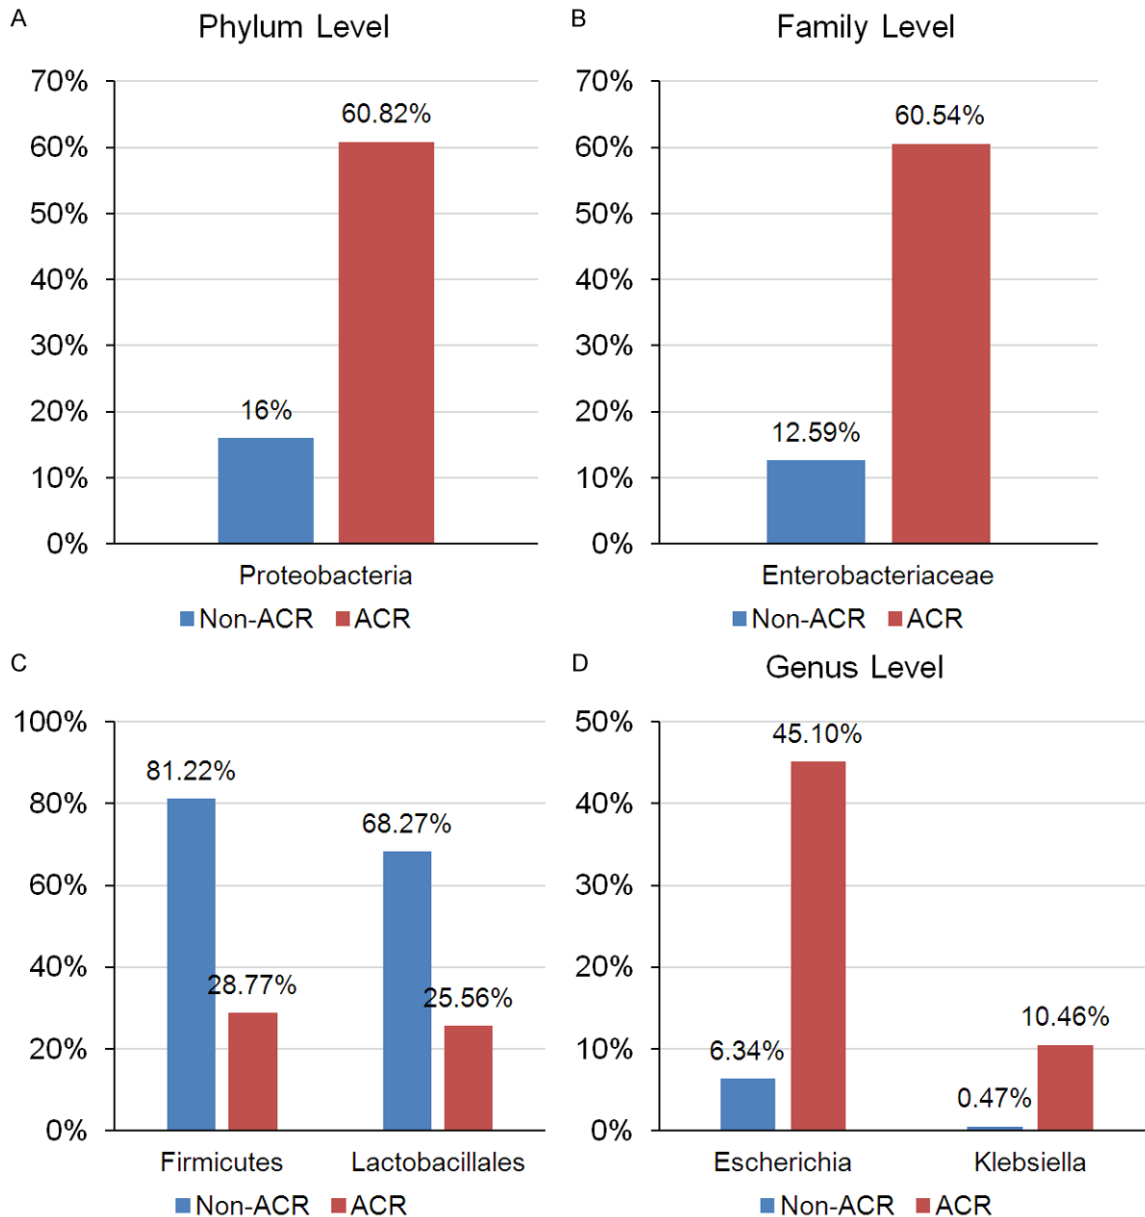 A
Phylum Level
70%
60%
50%
40%
30%
20%
10%
0%
60.82%
16%
Proteobacteria
Non-ACR ACR
B
Family Level
70%
60%
50%
40%
30%
20%
10%
0%
60.54%
12.59%
Enterobacteriaceae
Non-ACR ACR
C
100%
80%
60%
40%
20%
0%
81.22%
68.27%
28.77%
25.56%
Firmicutes Lactobacillales
Non-ACR ACR
D
Genus Level
50%
40%
30%
20%
10%
0%
45.10%
6.34%
10.46%
0.47%
Escherichia Klebsiella
Non-ACR ACR